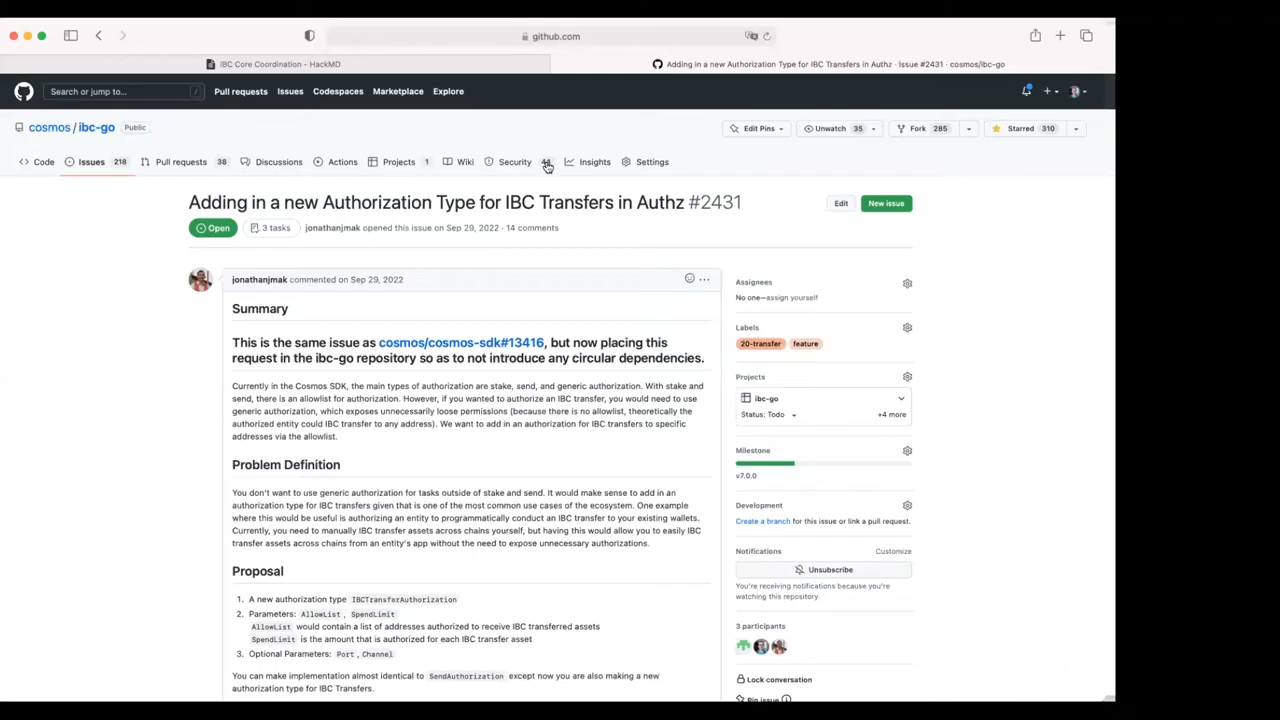 github.com
IBC Core Coordination - HackMD
Adding in a new Authorization Type for IBC Transfers in Authz · Issue #2431 · cosmos/ibc-go
Search or jump to... /
Pull requests Issues Codespaces Marketplace Explore
cosmos / ibc-go Public
Edit Pins Unwatch 35 Fork 285 Starred 310
Code Issues 218 Pull requests 38 Discussions Actions Projects 1 Wiki Security Insights Settings
Adding in a new Authorization Type for IBC Transfers in Authz #2431
Edit New issue
Open 3 tasks jonathanjmak opened this issue on Sep 29, 2022 · 14 comments
jonathanjmak commented on Sep 29, 2022
Summary
This is the same issue as cosmos/cosmos-sdk#13416, but now placing this
request in the ibc-go repository so as to not introduce any circular dependencies.
Currently in the Cosmos SDK, the main types of authorization are stake, send, and generic authorization. With stake and
send, there is an allowlist for authorization. However, if you wanted to authorize an IBC transfer, you would need to use
generic authorization, which exposes unnecessarily loose permissions (because there is no allowlist, theoretically the
authorized entity could IBC transfer to any address). We want to add in an authorization for IBC transfers to specific
addresses via the allowlist.
Problem Definition
You don't want to use generic authorization for tasks outside of stake and send. It would make sense to add in an
authorization type for IBC transfers given that is one of the most common use cases of the ecosystem. One example
where this would be useful is authorizing an entity to programmatically conduct an IBC transfer to your existing wallets.
Currently, you need to manually IBC transfer assets across chains yourself, but having this would allow you to easily IBC
transfer assets across chains from an entity's app without the need to expose unnecessary authorizations.
Proposal
1. A new authorization type IBCTransferAuthorization
2. Parameters: AllowList , SpendLimit
AllowList would contain a list of addresses authorized to receive IBC transferred assets
SpendLimit is the amount that is authorized for each IBC transfer asset
3. Optional Parameters: Port , Channel
You can make implementation almost identical to SendAuthorization except now you are also making a new
authorization type for IBC Transfers.
Assignees
No one—assign yourself
Labels
20-transfer feature
Projects
ibc-go
Status: Todo +4 more
Milestone
v7.0.0
Development
Create a branch for this issue or link a pull request.
Notifications Customize
Unsubscribe
You're receiving notifications because you're
watching this repository.
3 participants
Lock conversation
Pin issue